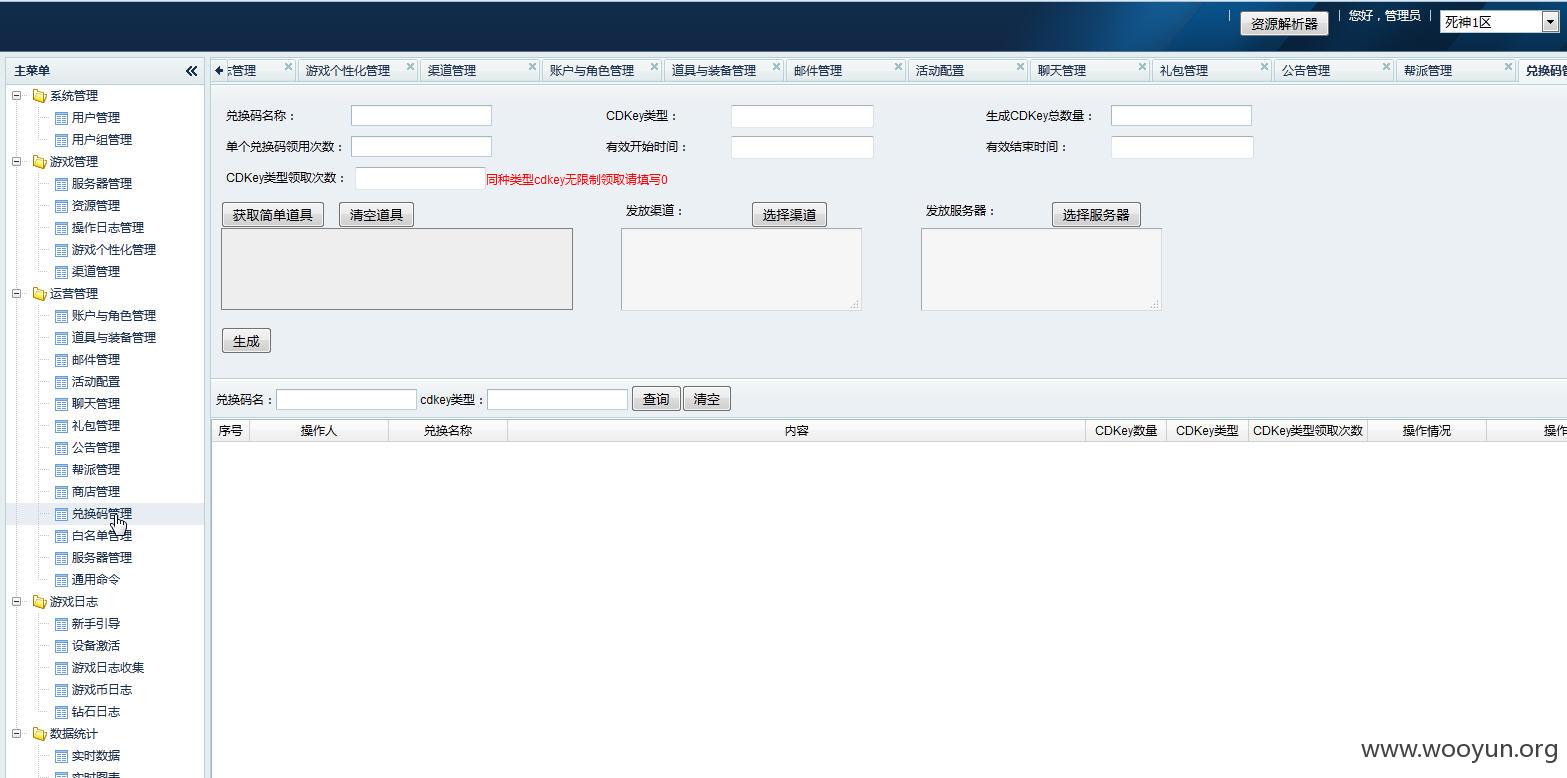 资源解析器
您好，管理员
死神1区
主菜单
志管理
游戏个性化管理
渠道管理
账户与角色管理
道具与装备管理
邮件管理
活动配置
聊天管理
礼包管理
公告管理
帮派管理
兑换码管
系统管理
用户管理
用户组管理
游戏管理
服务器管理
资源管理
操作日志管理
游戏个性化管理
渠道管理
运营管理
账户与角色管理
道具与装备管理
邮件管理
活动配置
聊天管理
礼包管理
公告管理
帮派管理
商店管理
兑换码管理
白名单管理
服务器管理
通用命令
游戏日志
新手引导
设备激活
游戏日志收集
游戏币日志
钻石日志
数据统计
实时数据
实时图表
兑换码名称：
CDKey类型：
生成CDKey总数量：
单个兑换码领用次数：
有效开始时间：
有效结束时间：
CDKey类型领取次数：
同种类型cdkey无限制领取请填写0
获取简单道具
清空道具
发放渠道：
选择渠道
发放服务器：
选择服务器
生成
兑换码名：
cdkey类型：
查询
清空
序号
操作人
兑换名称
内容
CDKey数量
CDKey类型
CDKey类型领取次数
操作情况
操作
www.wooyun.org